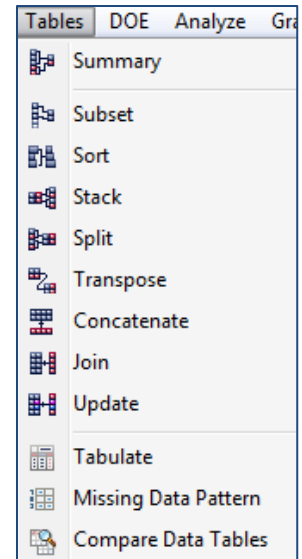 Tables DOE Analyze Gra
Summary
Subset
Sort
Stack
Split
Transpose
Concatenate
Join
Update
Tabulate
Missing Data Pattern
Compare Data Tables